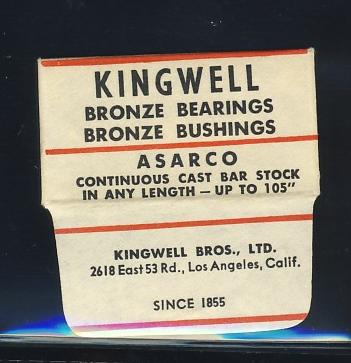 KINGWELL
BRONZE BEARINGS
BRONZE BUSHINGS
ASARCO
CONTINUOUS CAST BAR STOCK
IN ANY LENGTH — UP TO 105"
KINGWELL BROS., LTD.
2618 East 53 Rd., Los Angeles, Calif.
SINCE 1855